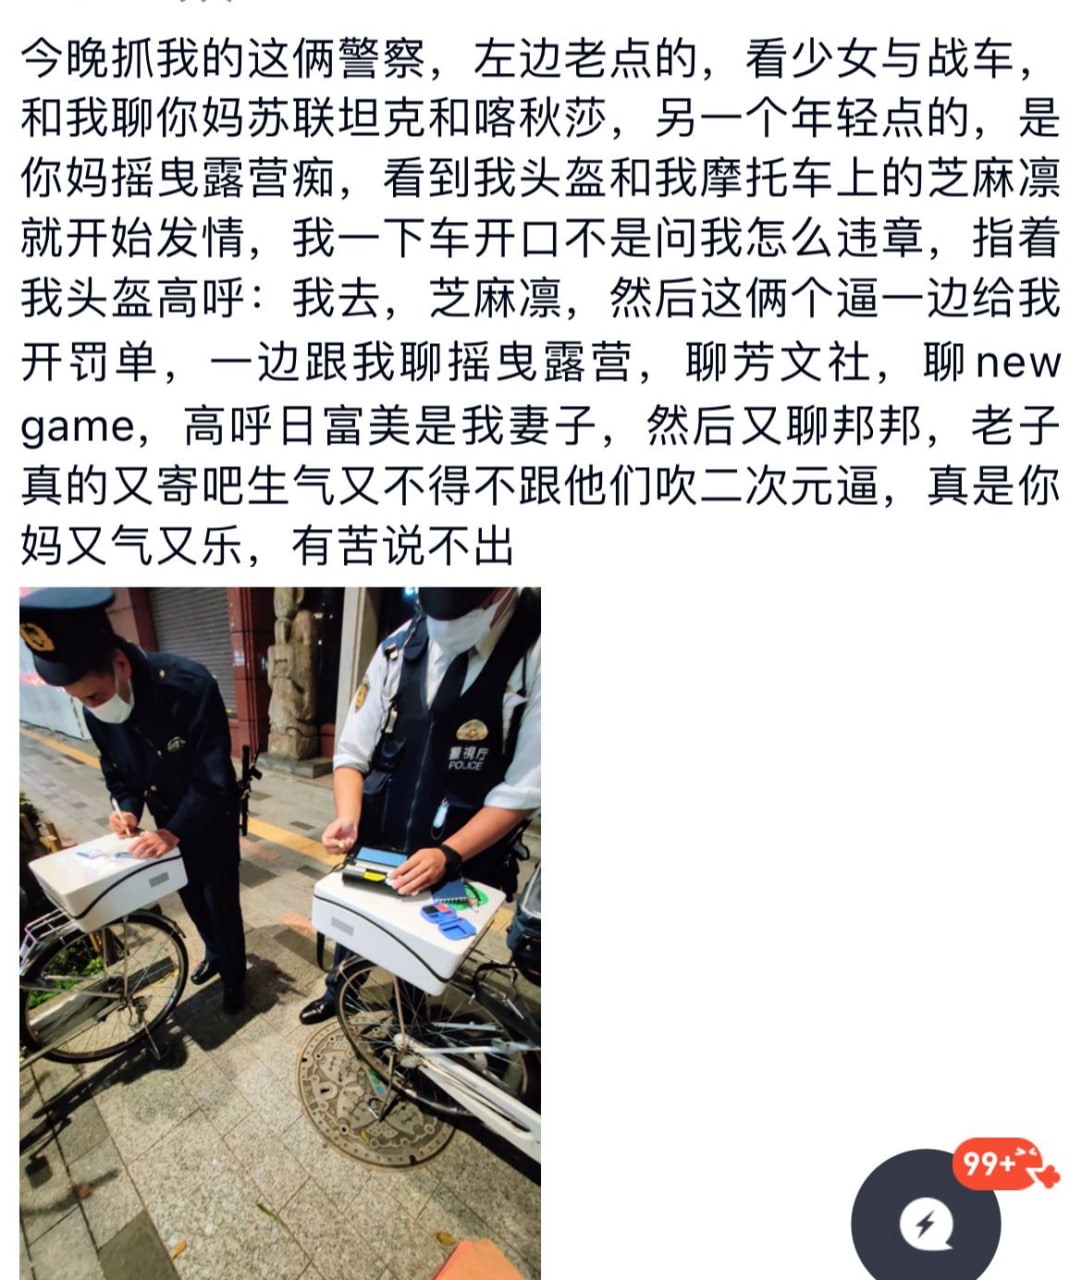 今晚抓我的这俩警察，左边老点的，看少女与战车，
和我聊你妈苏联坦克和喀秋莎，另一个年轻点的，是
你妈摇曳露营痴，看到我头盔和我摩托车上的芝麻凛
就开始发情，我一下车开口不是问我怎么违章，指着
我头盔高呼：我去，芝麻凛，然后这俩个逼一边给我
开罚单，一边跟我聊摇曳露营，聊芳文社，聊new
game，高呼日富美是我妻子，然后又聊邦邦，老子
真的又寄吧生气又不得不跟他们吹二次元逼，真是你
妈又气又乐，有苦说不出
警視庁
POLICE
99+